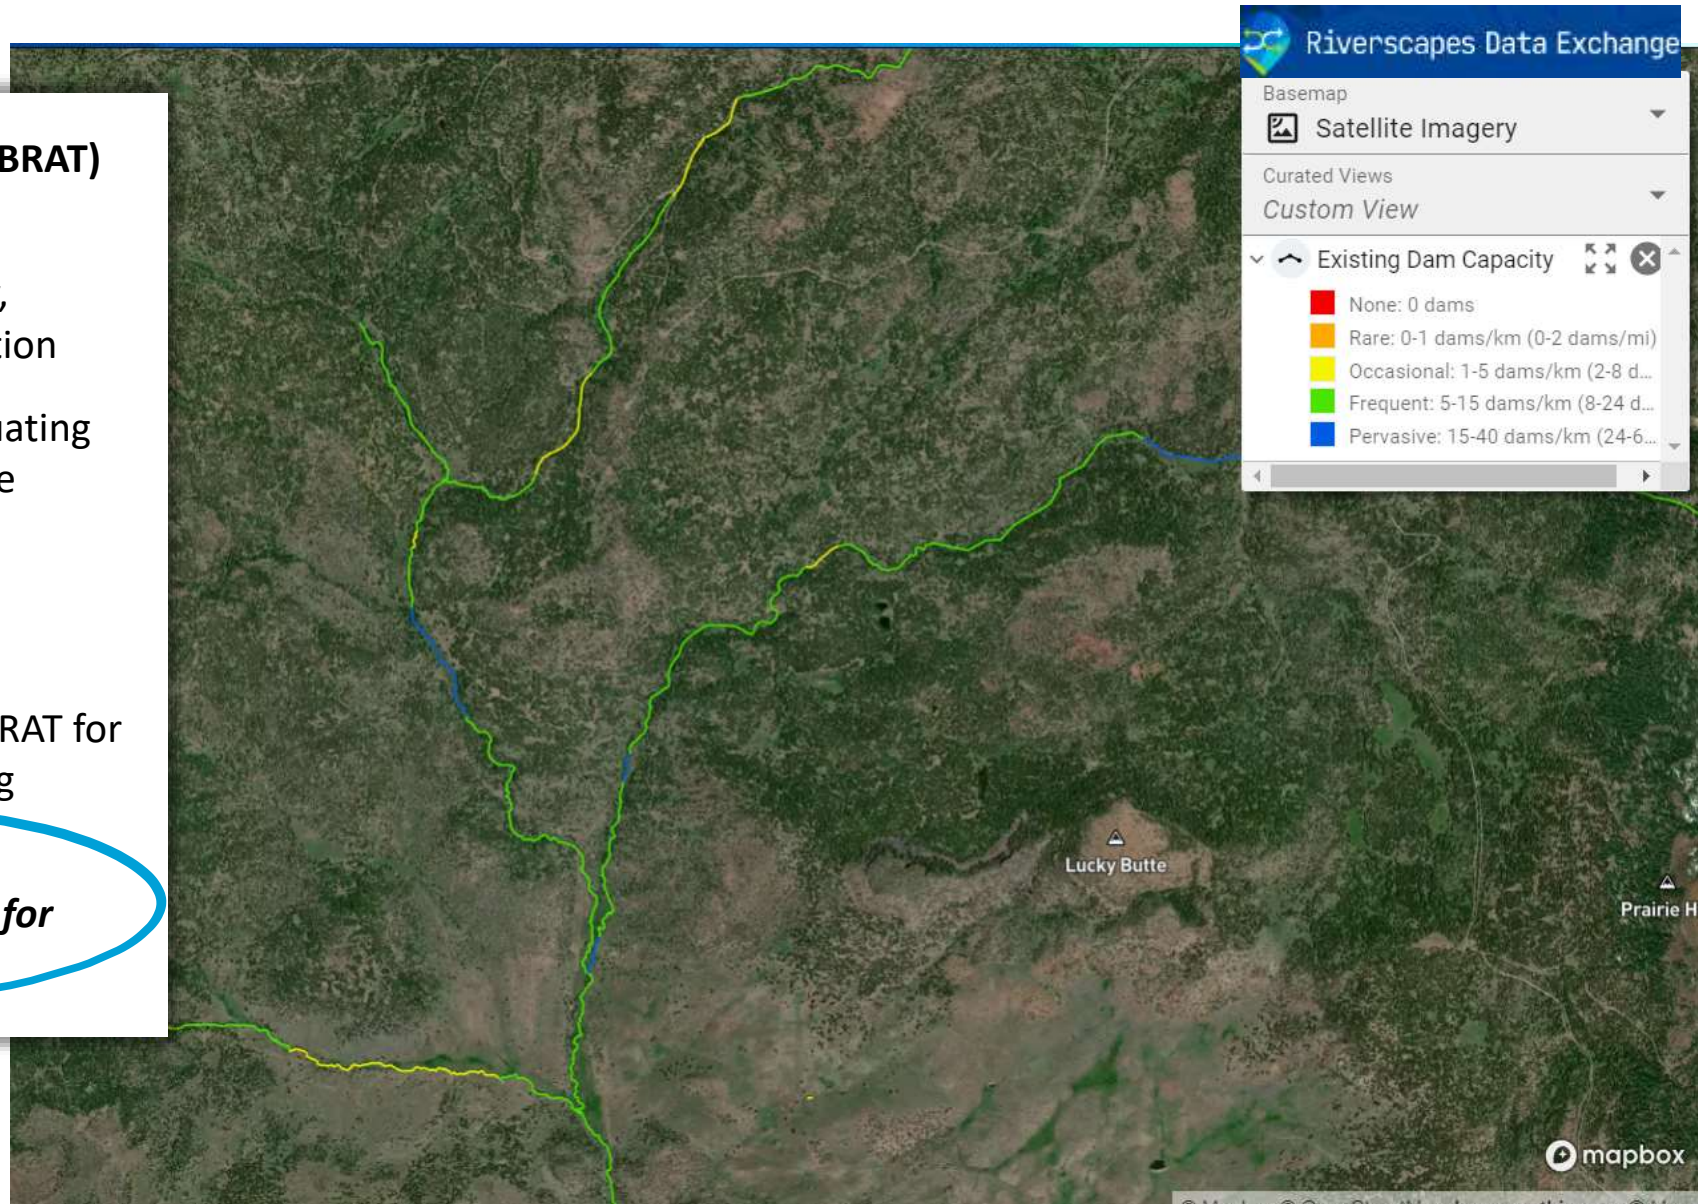 Riverscapes Data Exchange
Basemap
Satellite Imagery
Curated Views
Custom View
Existing Dam Capacity
None: 0 dams
Rare: 0-1 dams/km (0-2 dams/mi)
Occasional: 1-5 dams/km (2-8 d...
Frequent: 5-15 dams/km (8-24 d...
Pervasive: 15-40 dams/km (24-6...
BRAT)
,
tion
uating
e
RAT for
g
for
Lucky Butte
Prairie H
mapbox